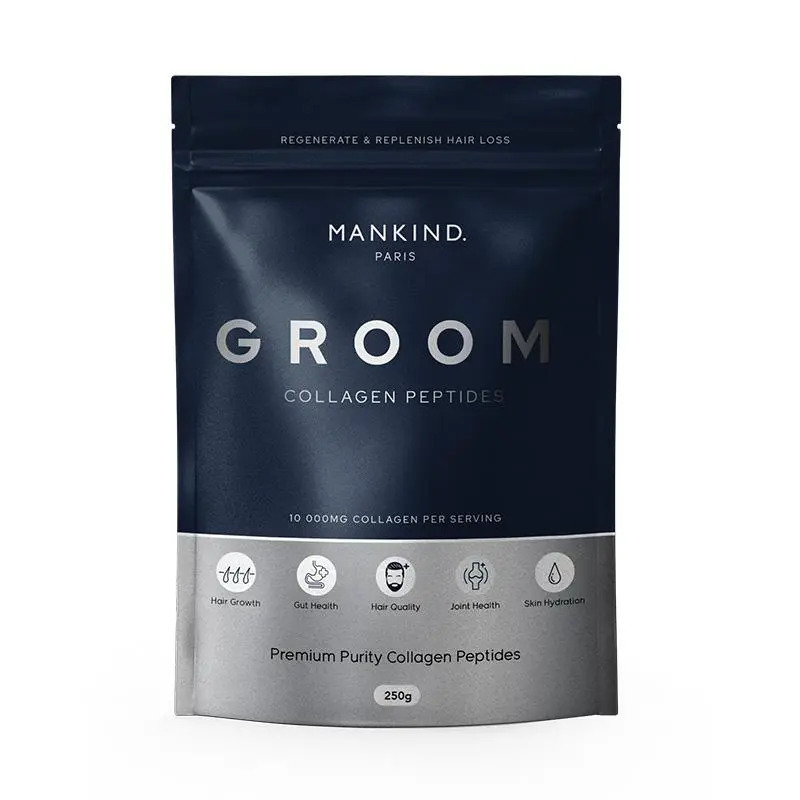 REGENERATE & REPLENISH HAIR LOSS
MANKIND.
PARIS
GROOM
COLLAGEN PEPTIDES
10 000MG COLLAGEN PER SERVING
Hair Growth
Gut Health
Hair Quality
Joint Health
Skin Hydration
Premium Purity Collagen Peptides
250g